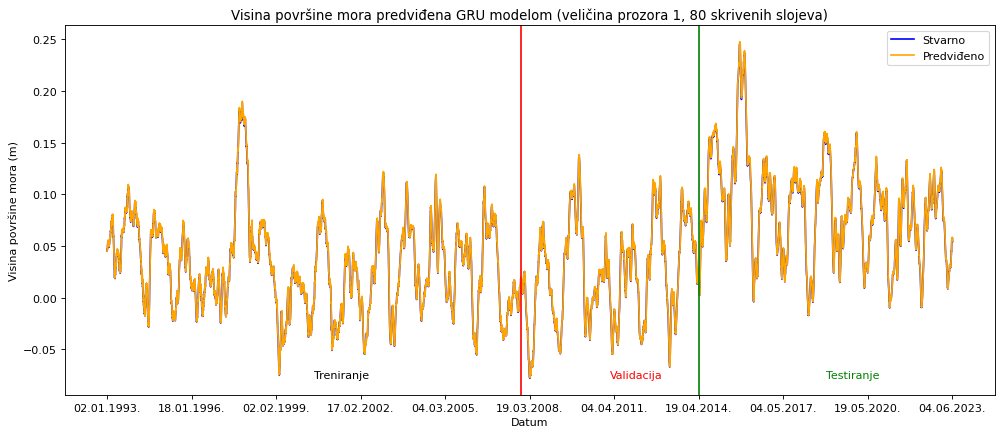 Visina površine mora predviđena GRU modelom (veličina prozora 1, 80 skrivenih slojeva)
Stvarno
Predviđeno
Visina površine mora (m)
0.25
0.20
0.15
0.10
0.05
0.00
−0.05
Treniranje
Validacija
Testiranje
02.01.1993.
18.01.1996.
02.02.1999.
17.02.2002.
04.03.2005.
19.03.2008.
04.04.2011.
19.04.2014.
04.05.2017.
19.05.2020.
04.06.2023.
Datum